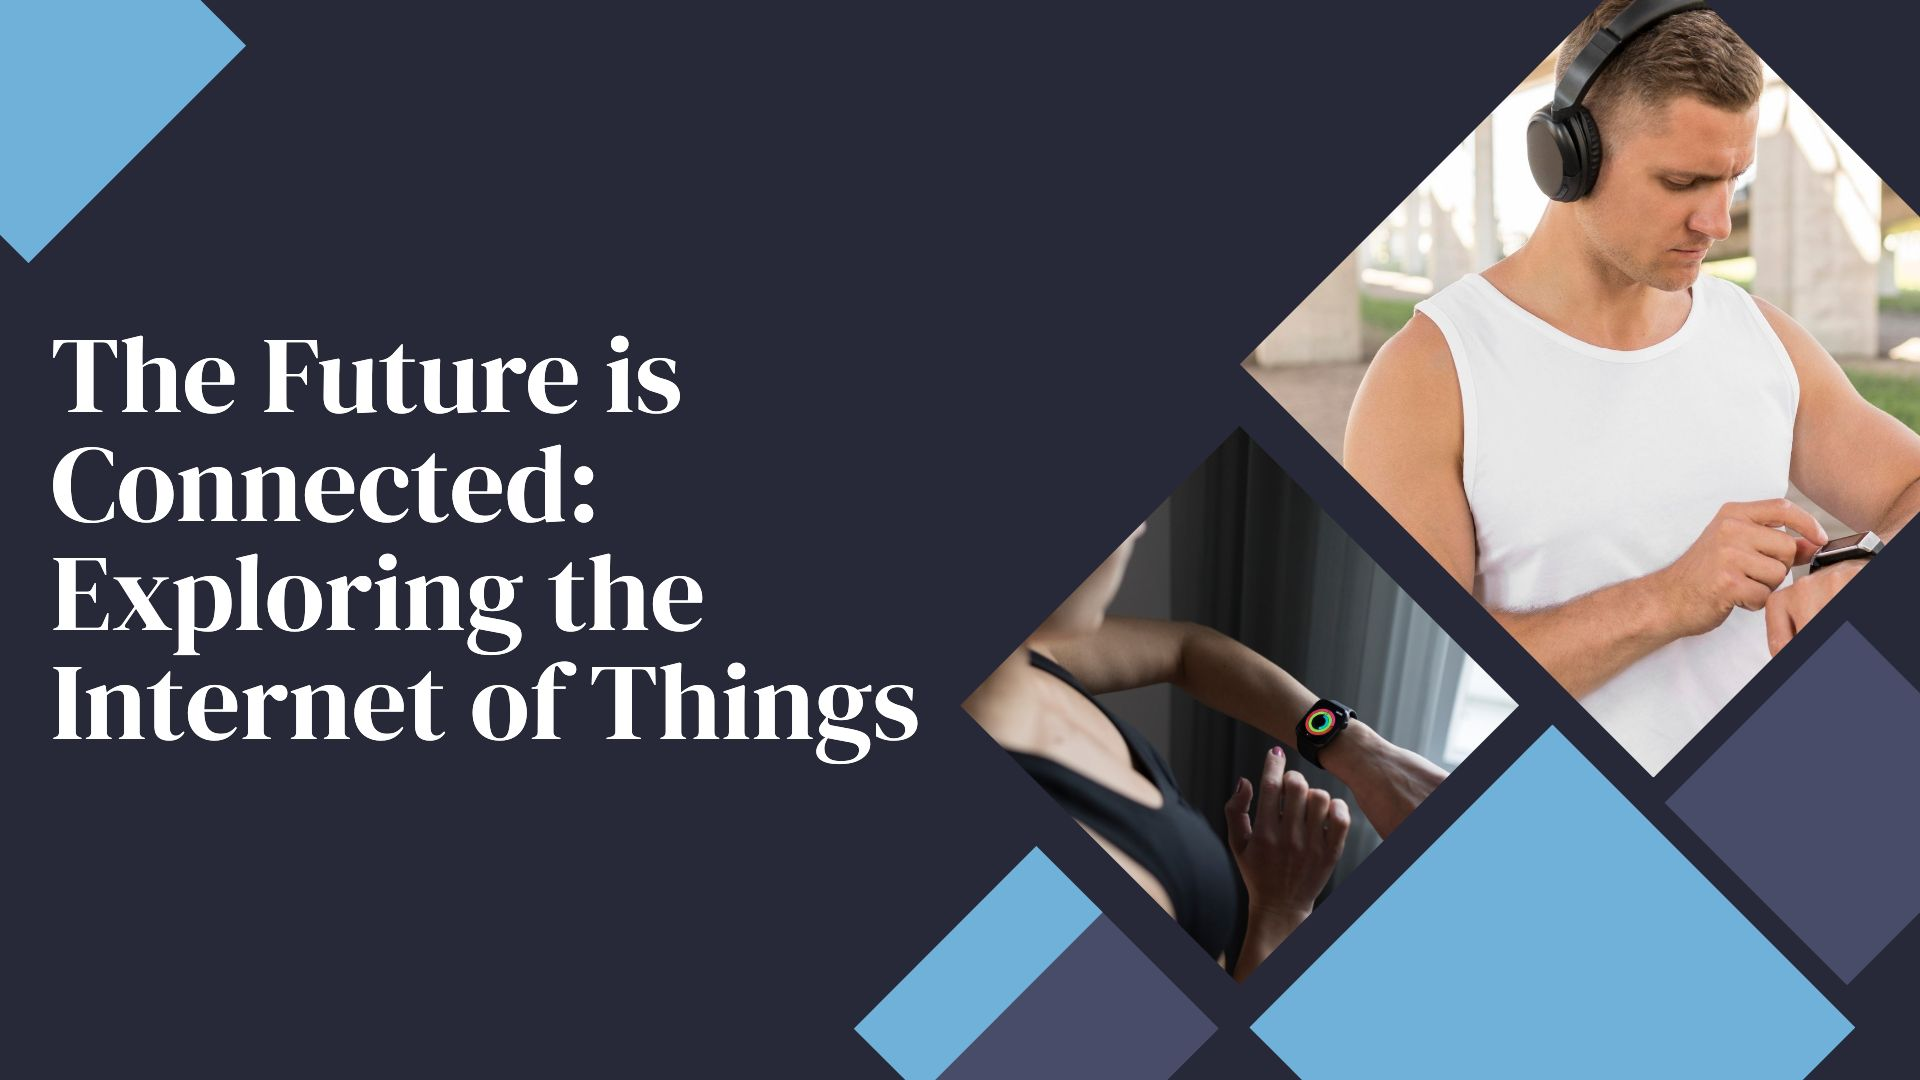 The Future is
Connected:
Exploring the
Internet of Things